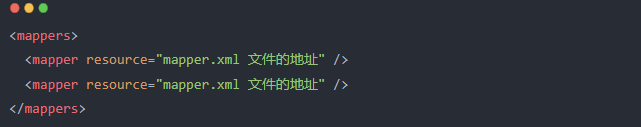 <mappers>
  <mapper resource="mapper.xml 文件的地址" />
  <mapper resource="mapper.xml 文件的地址" />
</mappers>